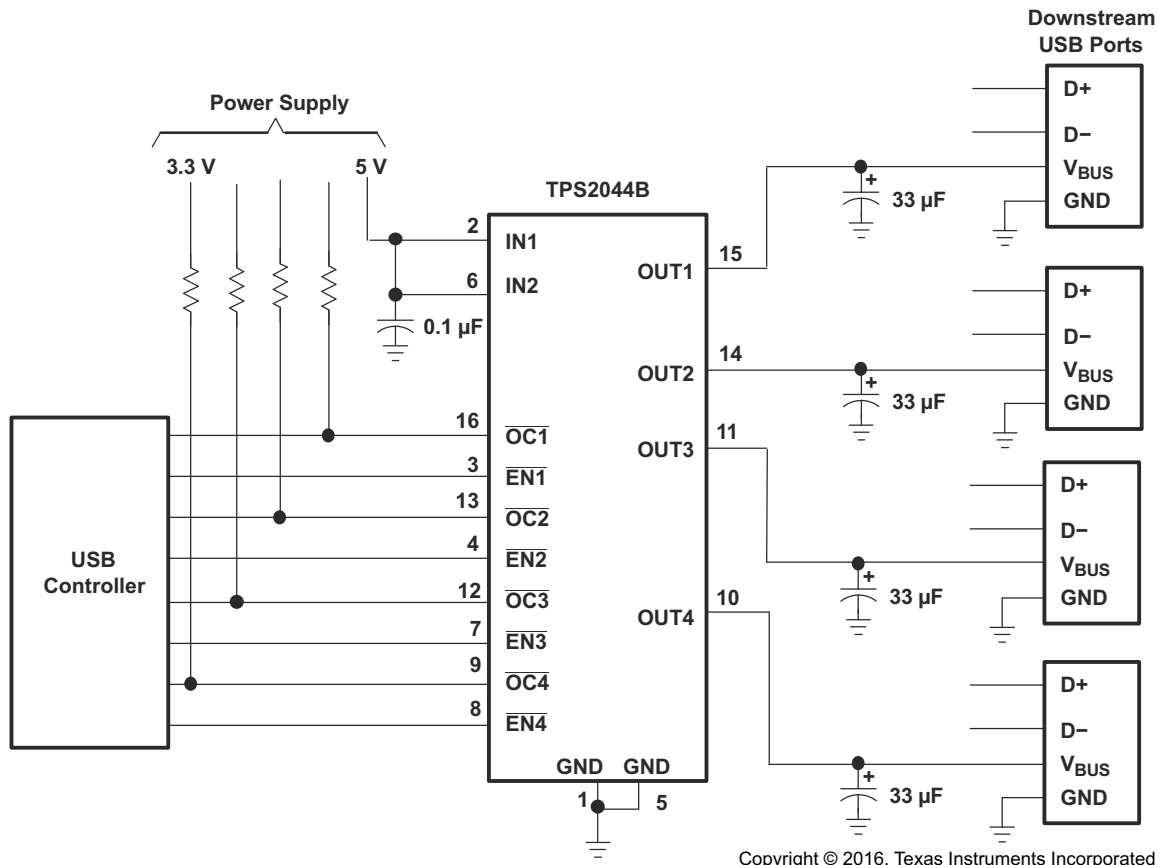 Downstream
USB Ports
Power Supply
3.3 V
5 V
TPS2044B
2
IN1
6
IN2
0.1 µF
16
OC1
3
EN1
13
OC2
4
EN2
12
OC3
7
EN3
9
OC4
8
EN4
USB
Controller
GND GND
1
5
OUT1
15
OUT2
14
OUT3
11
OUT4
10
+
33 µF
D+
D−
VBUS
GND
+
33 µF
D+
D−
VBUS
GND
+
33 µF
D+
D−
VBUS
GND
+
33 µF
D+
D−
VBUS
GND
Copyright © 2016, Texas Instruments Incorporated